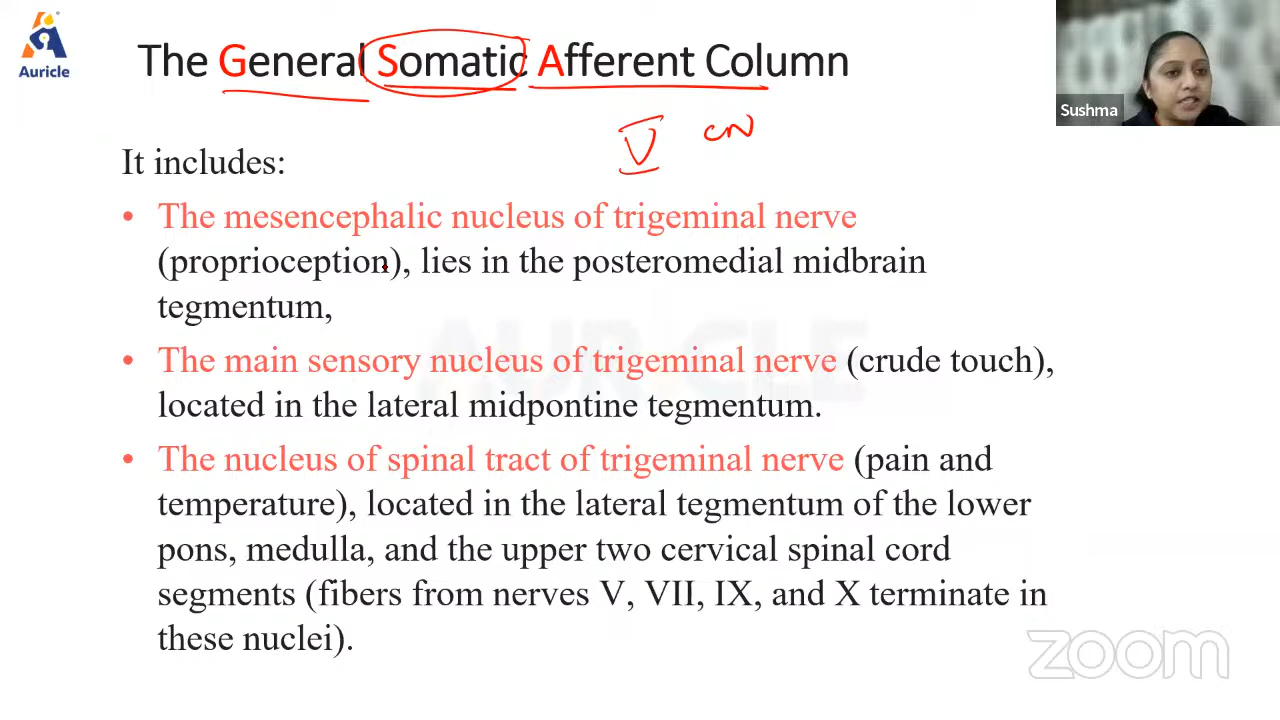 Auricle
The General Somatic Afferent Column
Sushma
V CN
It includes:
• The mesencephalic nucleus of trigeminal nerve
(proprioception), lies in the posteromedial midbrain
tegmentum,
• The main sensory nucleus of trigeminal nerve (crude touch),
located in the lateral midpontine tegmentum.
AURICLE
• The nucleus of spinal tract of trigeminal nerve (pain and
temperature), located in the lateral tegmentum of the lower
pons, medulla, and the upper two cervical spinal cord
segments (fibers from nerves V, VII, IX, and X terminate in
these nuclei).
zoom